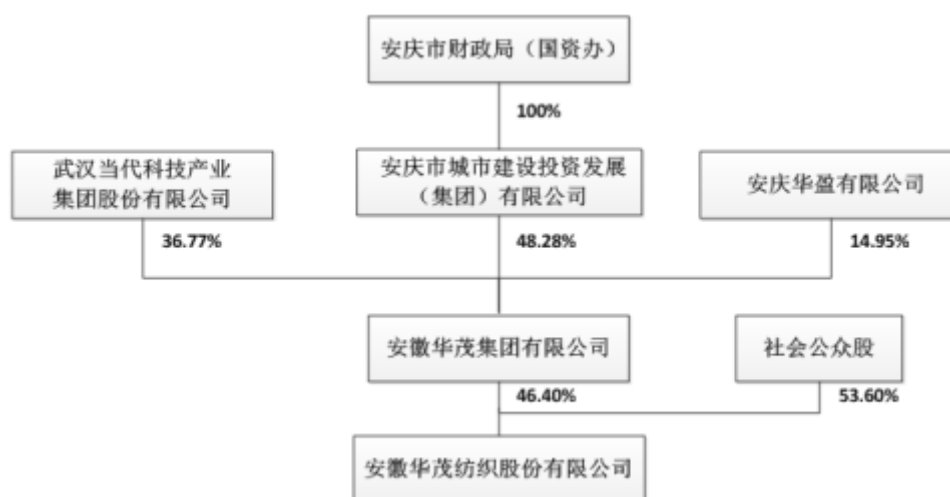 安庆市财政局（国资办）
100%
武汉当代科技产业
集团股份有限公司
安庆市城市建设投资发展
（集团）有限公司
安庆华盈有限公司
36.77%
48.28%
14.95%
安徽华茂集团有限公司
社会公众股
46.40%
53.60%
安徽华茂纺织股份有限公司